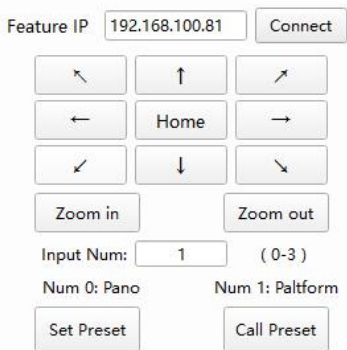 Feature IP 192.168.100.81 Connect
↖ ↑ ↗
← Home →
↙ ↓ ↘
Zoom in Zoom out
Input Num: 1 ( 0-3 )
Num 0: Pano Num 1: Paltform
Set Preset Call Preset